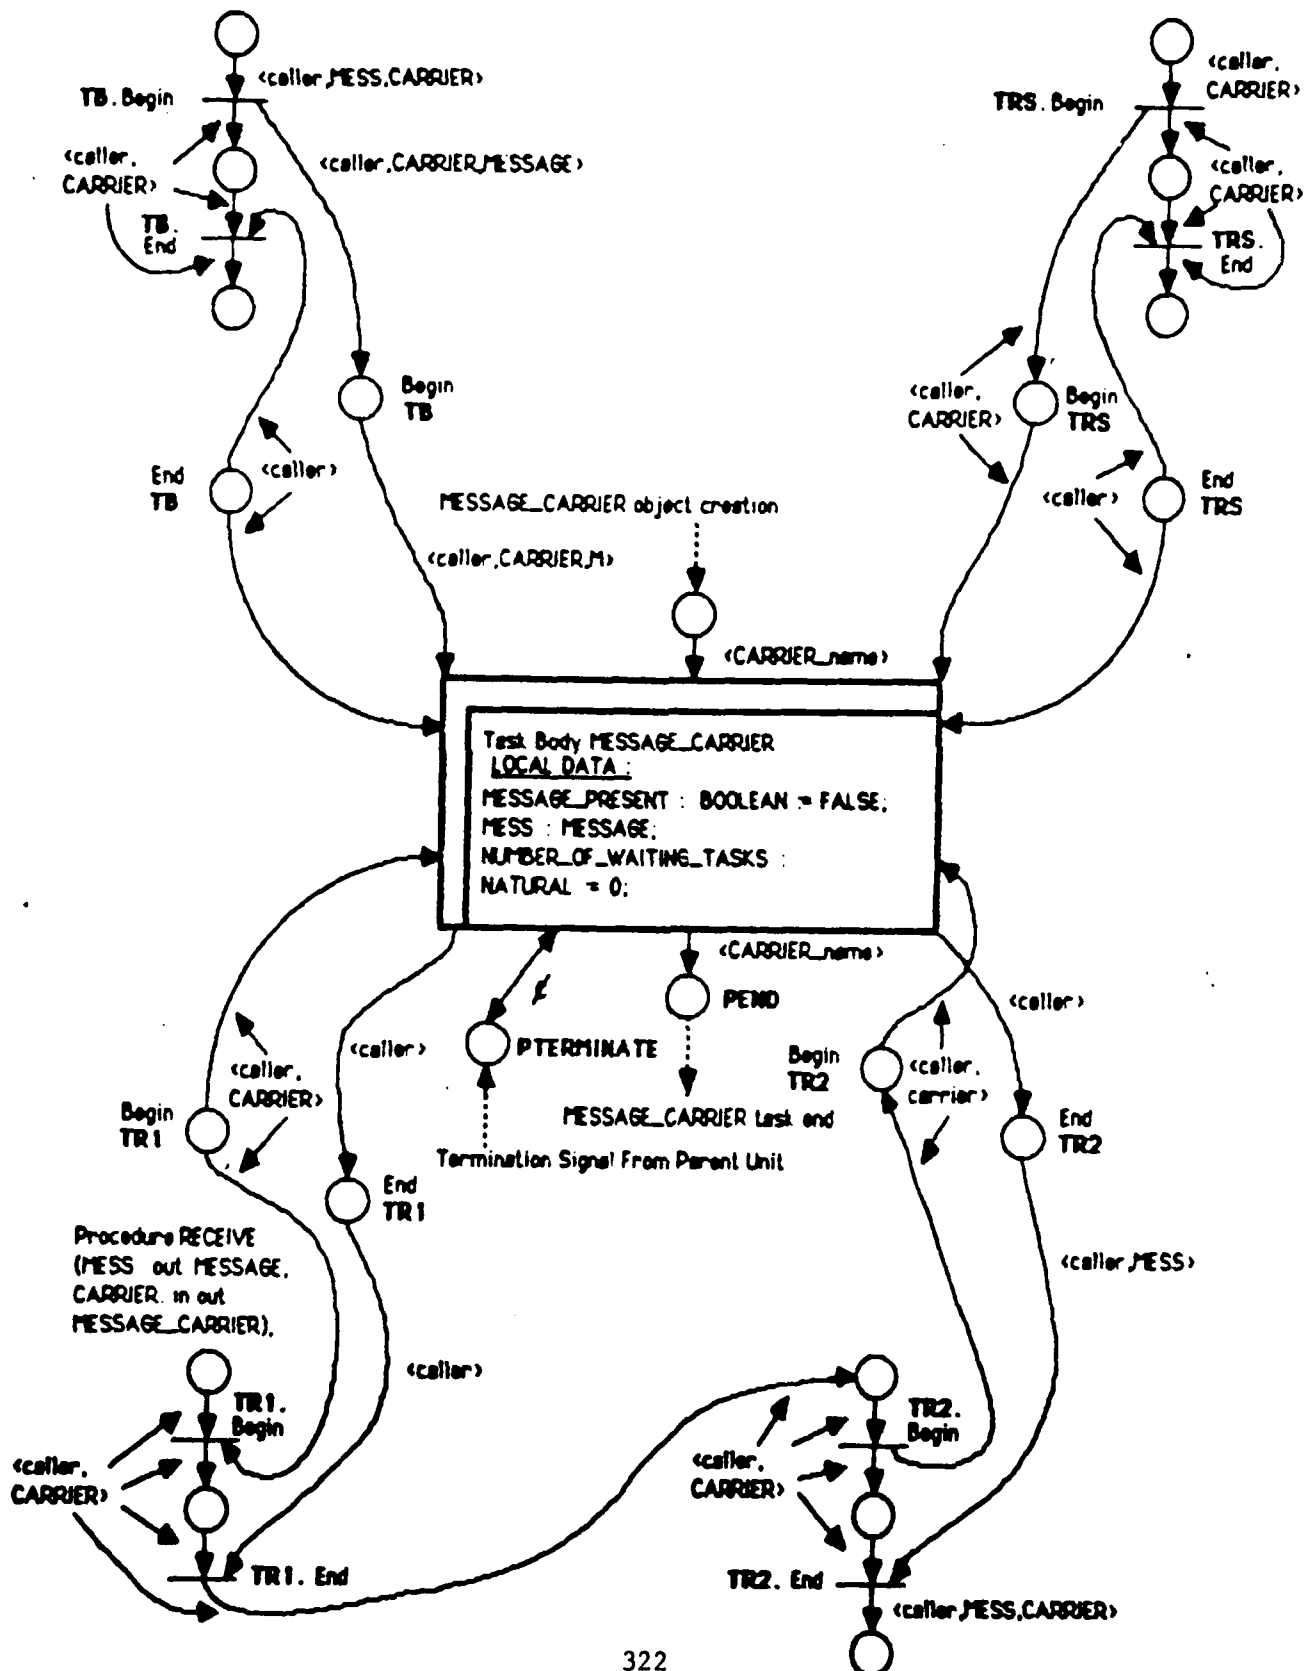 <caller,MESS,CARRIER>
TB. Begin
<caller,
CARRIER>
<caller,CARRIER,MESSAGE>
TB.
End
Begin
TB
End
TB
<caller>
<caller,CARRIER,M>
<caller,
CARRIER>
TRS. Begin
<caller,
CARRIER>
TRS.
End
<caller,
CARRIER>
Begin
TRS
<caller>
End
TRS
MESSAGE_CARRIER object creation
<CARRIER_name>
Task Body MESSAGE_CARRIER
LOCAL DATA :
MESSAGE_PRESENT : BOOLEAN := FALSE;
MESS : MESSAGE;
NUMBER_OF_WAITING_TASKS :
NATURAL = 0;
<CARRIER_name>
¢
PEND
PTERMINATE
MESSAGE_CARRIER task end
Termination Signal From Parent Unit
<caller>
<caller,
CARRIER>
Begin
TR1
End
TR1
<caller>
Begin
TR2
<caller,
carrier>
End
TR2
<caller,MESS>
Procedure RECEIVE
(MESS out MESSAGE,
CARRIER. in out
MESSAGE_CARRIER),
<caller>
TR1.
Begin
<caller,
CARRIER>
TR1. End
TR2.
Begin
<caller,
CARRIER>
TR2. End
<caller,MESS,CARRIER>
322